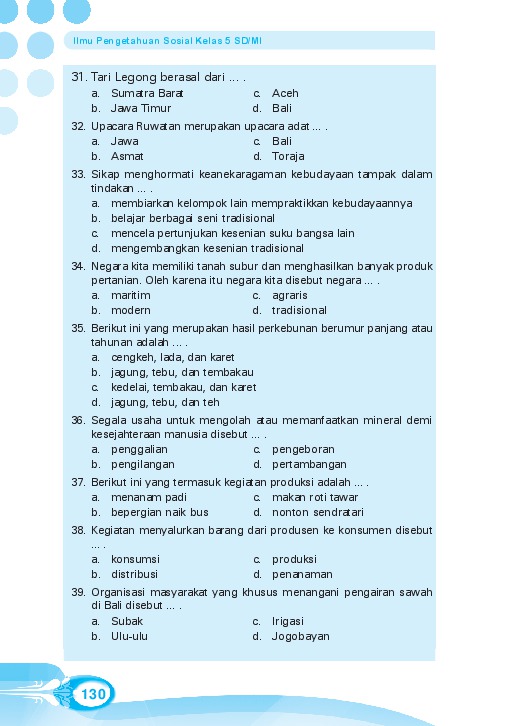 Ilmu Pengetahuan Sosial Kelas 5 SD/MI
31. Tari Legong berasal dari ... .
a. Sumatra Barat c. Aceh
b. Jawa Timur d. Bali
32. Upacara Ruwatan merupakan upacara adat ... .
a. Jawa c. Bali
b. Asmat d. Toraja
33. Sikap menghormati keanekaragaman kebudayaan tampak dalam
tindakan ... .
a. membiarkan kelompok lain mempraktikkan kebudayaannya
b. belajar berbagai seni tradisional
c. mencela pertunjukan kesenian suku bangsa lain
d. mengembangkan kesenian tradisional
34. Negara kita memiliki tanah subur dan menghasilkan banyak produk
pertanian. Oleh karena itu negara kita disebut negara ... .
a. maritim c. agraris
b. modern d. tradisional
35. Berikut ini yang merupakan hasil perkebunan berumur panjang atau
tahunan adalah ... .
a. cengkeh, lada, dan karet
b. jagung, tebu, dan tembakau
c. kedelai, tembakau, dan karet
d. jagung, tebu, dan teh
36. Segala usaha untuk mengolah atau memanfaatkan mineral demi
kesejahteraan manusia disebut ... .
a. penggalian c. pengeboran
b. pengilangan d. pertambangan
37. Berikut ini yang termasuk kegiatan produksi adalah ... .
a. menanam padi c. makan roti tawar
b. bepergian naik bus d. nonton sendratari
38. Kegiatan menyalurkan barang dari produsen ke konsumen disebut
... .
a. konsumsi c. produksi
b. distribusi d. penanaman
39. Organisasi masyarakat yang khusus menangani pengairan sawah
di Bali disebut ... .
a. Subak c. Irigasi
b. Ulu-ulu d. Jogobayan
130